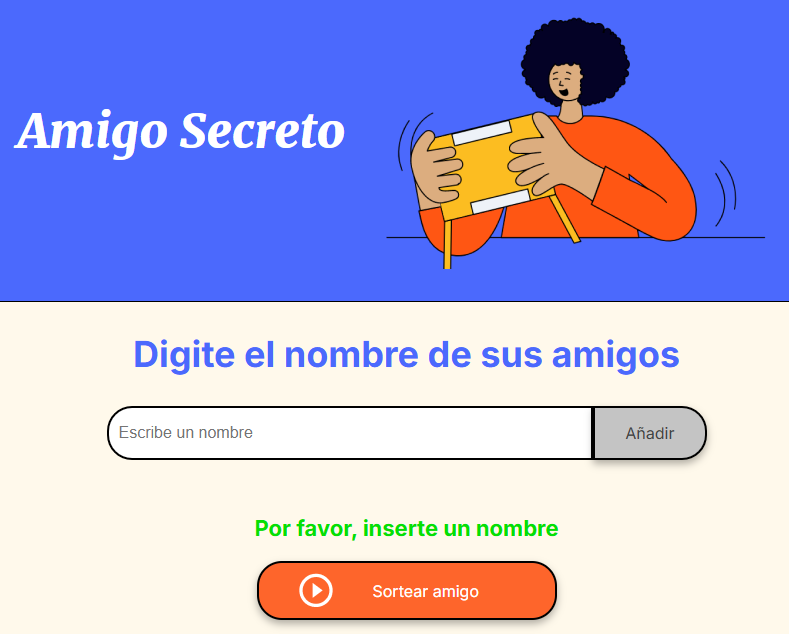 Amigo Secreto
Digite el nombre de sus amigos
Escribe un nombre
Añadir
Por favor, inserte un nombre
Sortear amigo